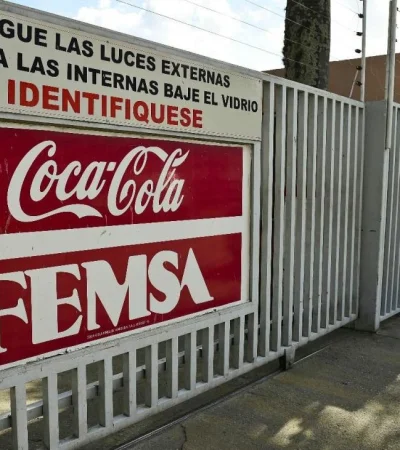 GUE LAS LUCES EXTERNAS
A LAS INTERNAS BAJE EL VIDRIO
IDENTIFIQUESE
Coca-Cola
FEMSA